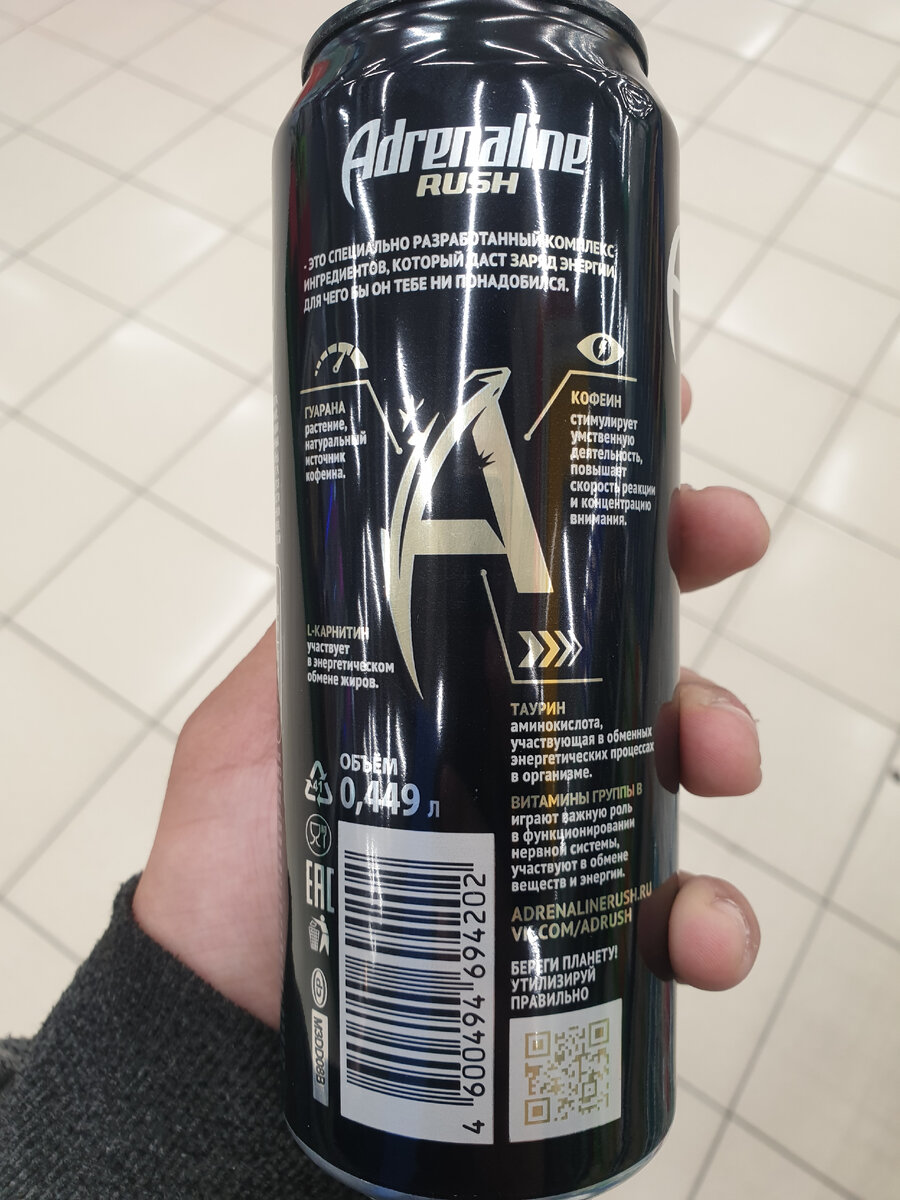 Adrenaline
RUSH
- ЭТО СПЕЦИАЛЬНО РАЗРАБОТАННЫЙ КОМПЛЕКС
ИНГРЕДИЕНТОВ, КОТОРЫЙ ДАСТ ЗАРЯД ЭНЕРГИИ,
ДЛЯ ЧЕГО БЫ ОН ТЕБЕ НИ ПОНАДОБИЛСЯ.
ГУАРАНА
растение,
натуральный
источник
кофеина.
КОФЕИН
стимулирует
умственную
деятельность,
повышает
скорость реакции
и концентрацию
внимания.
A
L-КАРНИТИН
участвует
в энергетическом
обмене жиров.
ТАУРИН
аминокислота,
участвующая в обменных
энергетических процессах
в организме.
ВИТАМИНЫ ГРУППЫ В
играют важную роль
в функционировании
нервной системы,
участвуют в обмене
веществ и энергии.
ADRENALINERUSH.RU
VK.COM/ADRUSH
БЕРЕГИ ПЛАНЕТУ!
УТИЛИЗИРУЙ
ПРАВИЛЬНО
ОБЪЁМ
0,449 л
41
EAC
4 600494 694202